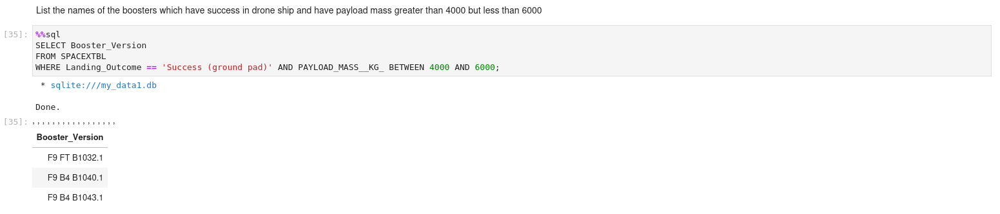 List the names of the boosters which have success in drone ship and have payload mass greater than 4000 but less than 6000
[35]: %%sql
SELECT Booster_Version
FROM SPACEXTBL
WHERE Landing_Outcome == 'Success (ground pad)' AND PAYLOAD_MASS__KG_ BETWEEN 4000 AND 6000;
* sqlite:///my_data1.db
Done.
[35]: , , , , , , , , , , , , , , , , ,
Booster_Version
F9 FT B1032.1
F9 B4 B1040.1
F9 B4 B1043.1